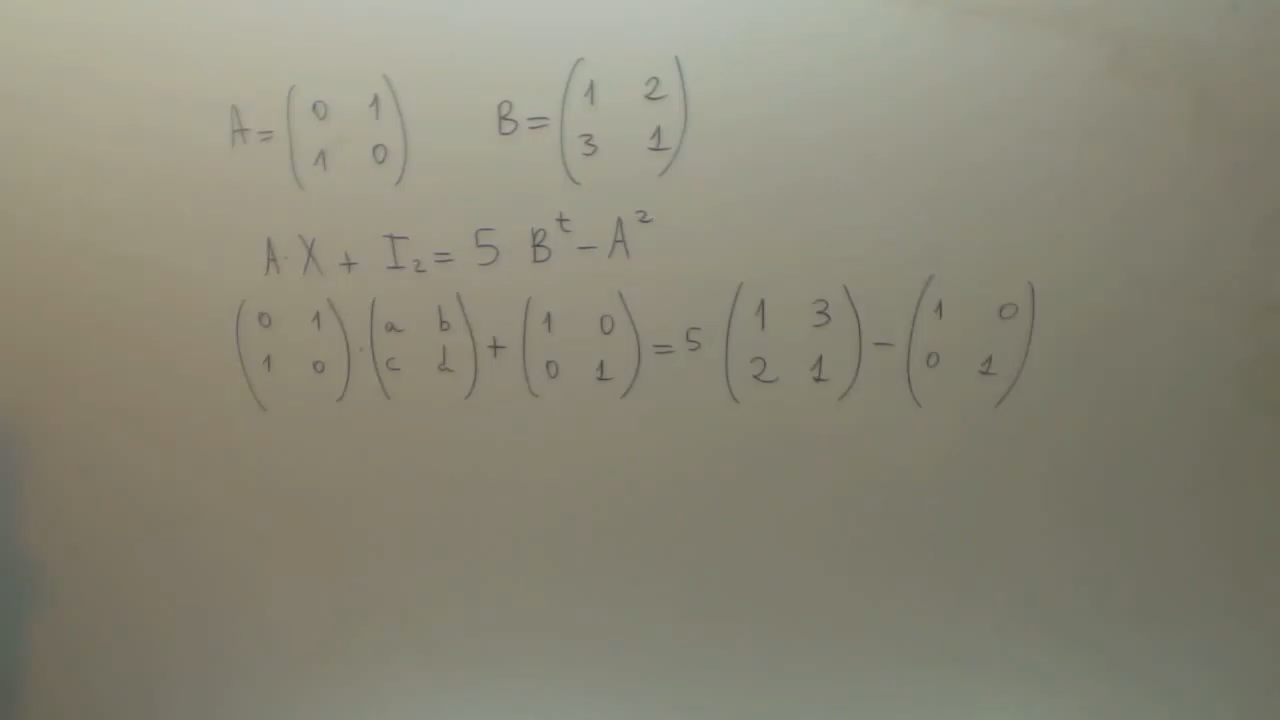 A = (0 1 1 0) B = (1 2 3 1)
A · X + I₂ = 5 Bᵗ - A²
(0 1 1 0) · (a b c d) + (1 0 0 1) = 5 (1 3 2 1) - (1 0 0 1)